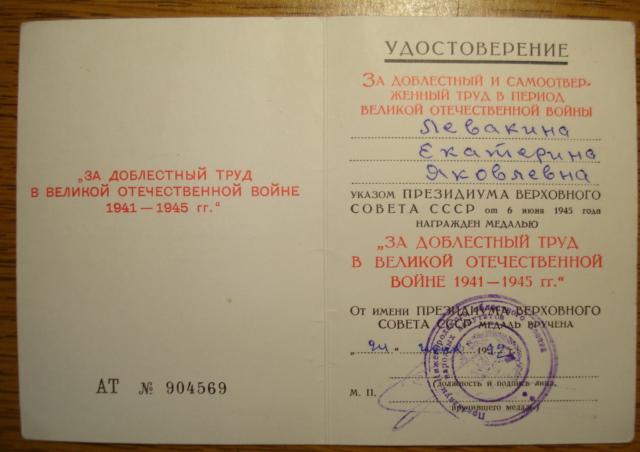 „ЗА ДОБЛЕСТНЫЙ ТРУД
В ВЕЛИКОЙ ОТЕЧЕСТВЕННОЙ ВОЙНЕ
1941—1945 гг.“
АТ № 904569
УДОСТОВЕРЕНИЕ
ЗА ДОБЛЕСТНЫЙ И САМООТВЕР-
ЖЕННЫЙ ТРУД В ПЕРИОД
ВЕЛИКОЙ ОТЕЧЕСТВЕННОЙ ВОЙНЫ
Левакина
Екатерина
Яковлевна
УКАЗОМ ПРЕЗИДИУМА ВЕРХОВНОГО
СОВЕТА СССР от 6 июня 1945 года
НАГРАЖДЕН МЕДАЛЬЮ
„ЗА ДОБЛЕСТНЫЙ ТРУД
В ВЕЛИКОЙ ОТЕЧЕСТВЕННОЙ
ВОЙНЕ 1941—1945 гг.“
От имени ПРЕЗИДИУМА ВЕРХОВНОГО
СОВЕТА СССР МЕДАЛЬ ВРУЧЕНА
М. П.
(должность и подпись лица,
вручившего медаль)